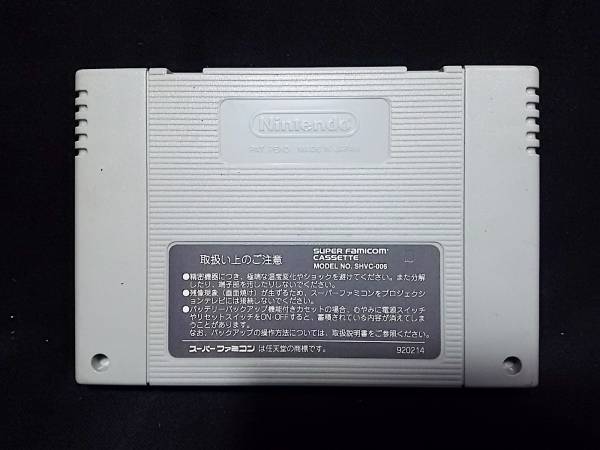 Nintendo
PAT. PEND. MADE IN JAPAN
取扱い上のご注意
SUPER FAMICOM
CASSETTE
MODEL NO. SHVC-006
●精密機器につき、極端な温度変化やショックを避けてください。また分解
したり、端子部を汚したりしないでください。
●残像現象（画面焼け）が生ずるため、スーパーファミコンをプロジェクシ
ョンテレビには接続しないでください。
●バッテリーバックアップ機能付きカセットの場合、むやみに電源スイッチ
やリセットスイッチをON/OFFすると、蓄積されている内容が消えてしま
うことがあります。
なお、バックアップの操作方法については、取扱説明書をご参照ください。
スーパーファミコン は任天堂の商標です。
920214